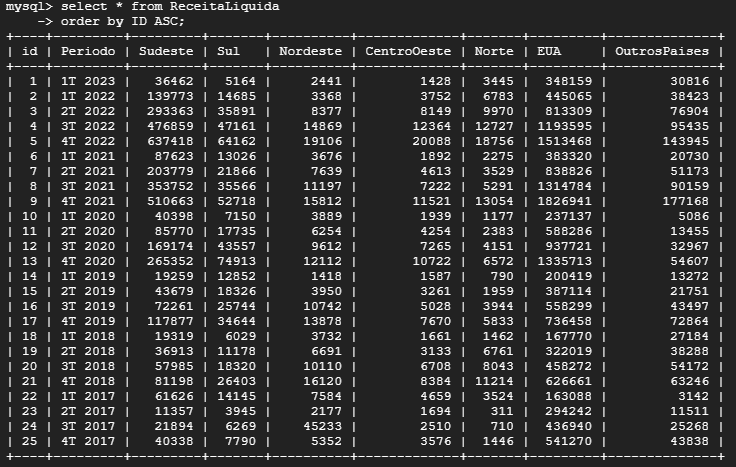 mysql> select * from ReceitaLiquida
    -> order by ID ASC;
+----+---------+---------+-------+----------+-------------+-------+---------+--------------+
| id | Periodo | Sudeste | Sul   | Nordeste | CentroOeste | Norte | EUA     | OutrosPaises |
+----+---------+---------+-------+----------+-------------+-------+---------+--------------+
|  1 | 1T 2023 |   36462 |  5164 |     2441 |        1428 |  3445 |  348159 |        30816 |
|  2 | 1T 2022 |  139773 | 14685 |     3368 |        3752 |  6783 |  445065 |        38423 |
|  3 | 2T 2022 |  293363 | 35891 |     8377 |        8149 |  9970 |  813309 |        76904 |
|  4 | 3T 2022 |  476859 | 47161 |    14869 |       12364 | 12727 | 1193595 |        95435 |
|  5 | 4T 2022 |  637418 | 64162 |    19106 |       20088 | 18756 | 1513468 |       143945 |
|  6 | 1T 2021 |   87623 | 13026 |     3676 |        1892 |  2275 |  383320 |        20730 |
|  7 | 2T 2021 |  203779 | 21866 |     7639 |        4613 |  3529 |  838826 |        51173 |
|  8 | 3T 2021 |  353752 | 35566 |    11197 |        7222 |  5291 | 1314784 |        90159 |
|  9 | 4T 2021 |  510663 | 52718 |    15812 |       11521 | 13054 | 1826941 |       177168 |
| 10 | 1T 2020 |   40398 |  7150 |     3889 |        1939 |  1177 |  237137 |         5086 |
| 11 | 2T 2020 |   85770 | 17735 |     6254 |        4254 |  2383 |  588286 |        13455 |
| 12 | 3T 2020 |  169174 | 43557 |     9612 |        7265 |  4151 |  937721 |        32967 |
| 13 | 4T 2020 |  265352 | 74913 |    12112 |       10722 |  6572 | 1335713 |        54607 |
| 14 | 1T 2019 |   19259 | 12852 |     1418 |        1587 |   790 |  200419 |        13272 |
| 15 | 2T 2019 |   43679 | 18326 |     3950 |        3261 |  1959 |  387114 |        21751 |
| 16 | 3T 2019 |   72261 | 25744 |    10742 |        5028 |  3944 |  558299 |        43497 |
| 17 | 4T 2019 |  117877 | 34644 |    13878 |        7670 |  5833 |  736458 |        72864 |
| 18 | 1T 2018 |   19319 |  6029 |     3732 |        1661 |  1462 |  167770 |        27184 |
| 19 | 2T 2018 |   36913 | 11178 |     6691 |        3133 |  6761 |  322019 |        38288 |
| 20 | 3T 2018 |   57985 | 18320 |    10110 |        6708 |  8043 |  458272 |        54172 |
| 21 | 4T 2018 |   81198 | 26403 |    16120 |        8384 | 11214 |  626661 |        63246 |
| 22 | 1T 2017 |   61626 | 14145 |     7584 |        4659 |  3524 |  163088 |         3142 |
| 23 | 2T 2017 |   11357 |  3945 |     2177 |        1694 |   311 |  294242 |        11511 |
| 24 | 3T 2017 |   21894 |  6269 |    45233 |        2510 |   710 |  436940 |        25268 |
| 25 | 4T 2017 |   40338 |  7790 |     5352 |        3576 |  1446 |  541270 |        43838 |
+----+---------+---------+-------+----------+-------------+-------+---------+--------------+